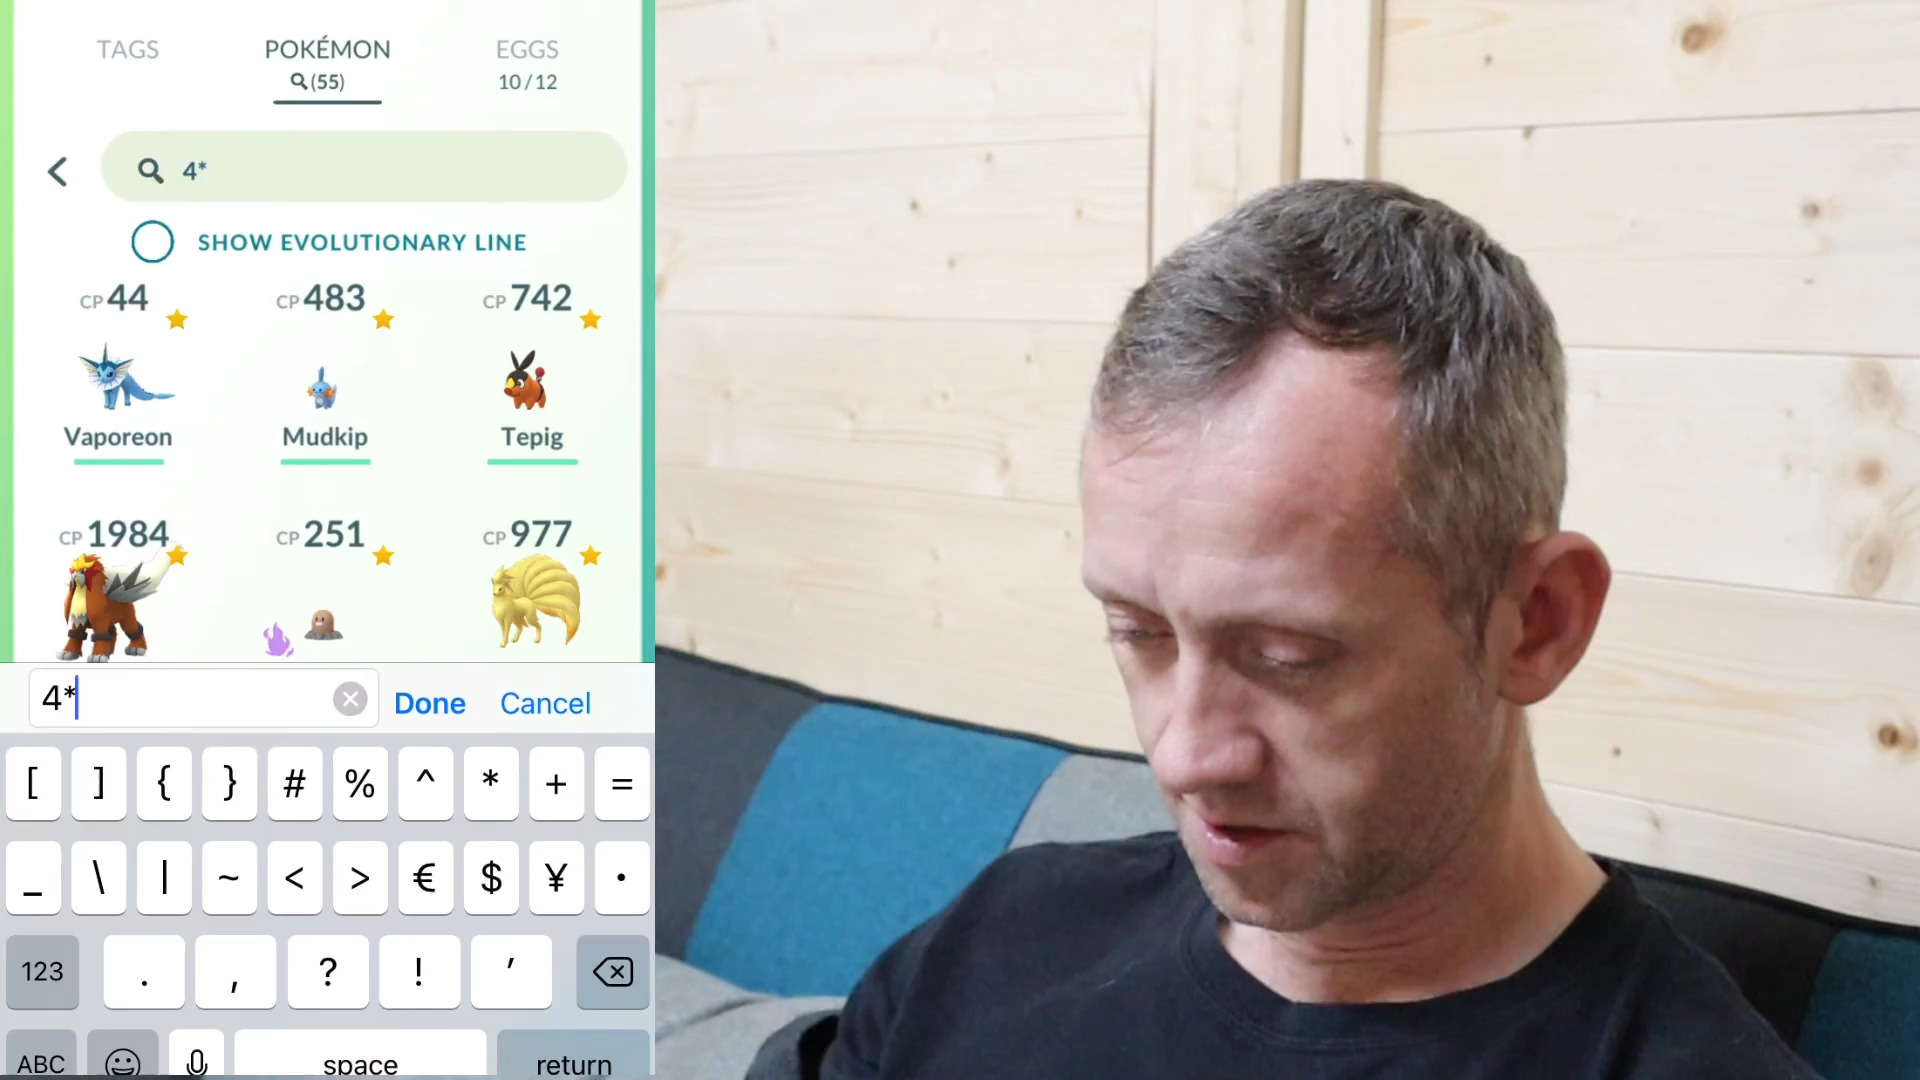 TAGS POKÉMON EGGS
(55) 10 / 12
4*
SHOW EVOLUTIONARY LINE
CP 44 CP 483 CP 742
Vaporeon Mudkip Tepig
CP 1984 CP 251 CP 977
4* Done Cancel
[ ] { } # % ^ * + =
_ \ | ~ < > € $ ¥ •
123 . , ? ! ′
ABC space return